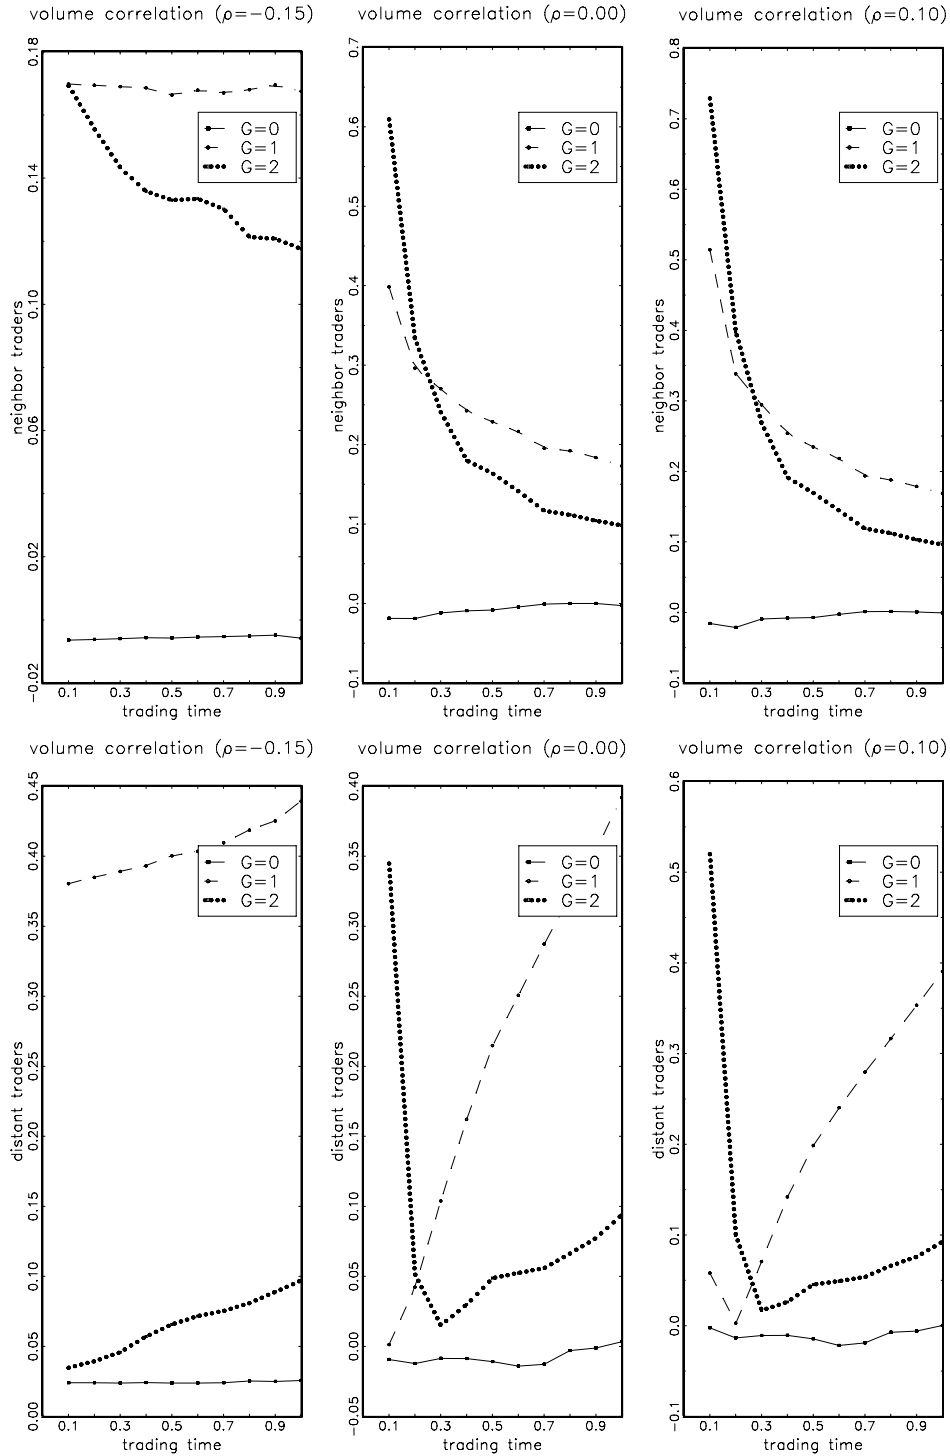 volume correlation (ρ=−0.15)
neighbor traders
0.18
0.14
0.10
0.06
0.02
−0.02
G=0
G=1
G=2
0.1 0.3 0.5 0.7 0.9
trading time
volume correlation (ρ=0.00)
neighbor traders
0.7
0.6
0.5
0.4
0.3
0.2
0.1
0.0
−0.1
G=0
G=1
G=2
0.1 0.3 0.5 0.7 0.9
trading time
volume correlation (ρ=0.10)
neighbor traders
0.8
0.7
0.6
0.5
0.4
0.3
0.2
0.1
0.0
−0.1
G=0
G=1
G=2
0.1 0.3 0.5 0.7 0.9
trading time
volume correlation (ρ=−0.15)
distant traders
0.45
0.40
0.35
0.30
0.25
0.20
0.15
0.10
0.05
0.00
G=0
G=1
G=2
0.1 0.3 0.5 0.7 0.9
trading time
volume correlation (ρ=0.00)
distant traders
0.40
0.35
0.30
0.25
0.20
0.15
0.10
0.05
0.00
−0.05
G=0
G=1
G=2
0.1 0.3 0.5 0.7 0.9
trading time
volume correlation (ρ=0.10)
distant traders
0.6
0.5
0.4
0.3
0.2
0.1
0.0
−0.1
G=0
G=1
G=2
0.1 0.3 0.5 0.7 0.9
trading time